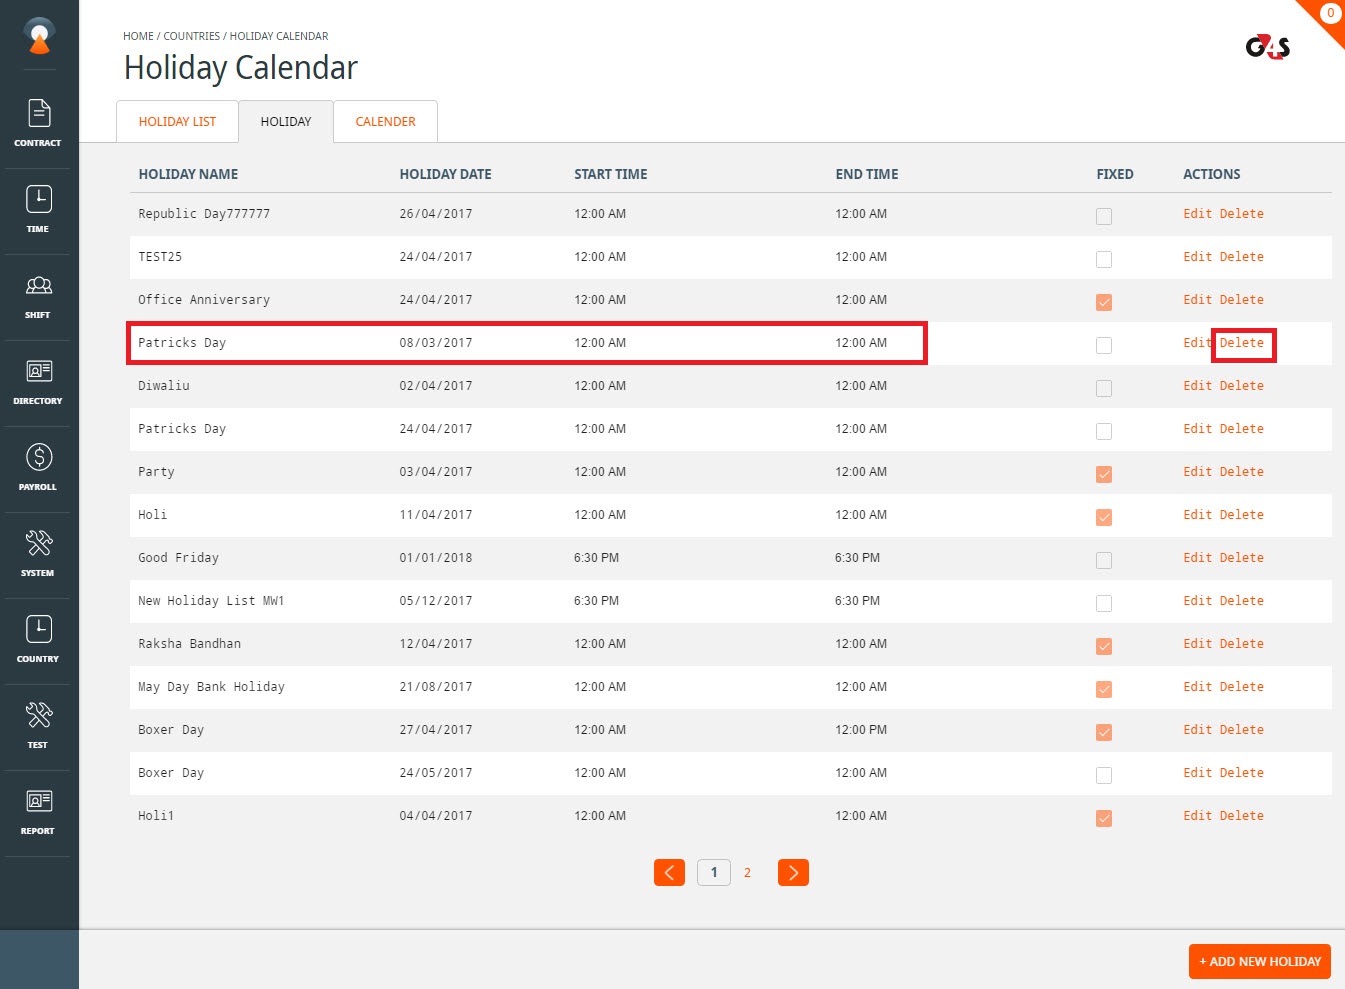 0
HOME / COUNTRIES / HOLIDAY CALENDAR
G4S
Holiday Calendar
HOLIDAY LIST HOLIDAY CALENDER
CONTRACT
TIME
SHIFT
DIRECTORY
PAYROLL
SYSTEM
COUNTRY
TEST
REPORT
HOLIDAY NAME HOLIDAY DATE START TIME END TIME FIXED ACTIONS
Republic Day777777 26/04/2017 12:00 AM 12:00 AM Edit Delete
TEST25 24/04/2017 12:00 AM 12:00 AM Edit Delete
Office Anniversary 24/04/2017 12:00 AM 12:00 AM Edit Delete
Patricks Day 08/03/2017 12:00 AM 12:00 AM Edit Delete
Diwaliu 02/04/2017 12:00 AM 12:00 AM Edit Delete
Patricks Day 24/04/2017 12:00 AM 12:00 AM Edit Delete
Party 03/04/2017 12:00 AM 12:00 AM Edit Delete
Holi 11/04/2017 12:00 AM 12:00 AM Edit Delete
Good Friday 01/01/2018 6:30 PM 6:30 PM Edit Delete
New Holiday List MW1 05/12/2017 6:30 PM 6:30 PM Edit Delete
Raksha Bandhan 12/04/2017 12:00 AM 12:00 AM Edit Delete
May Day Bank Holiday 21/08/2017 12:00 AM 12:00 AM Edit Delete
Boxer Day 27/04/2017 12:00 AM 12:00 PM Edit Delete
Boxer Day 24/05/2017 12:00 AM 12:00 AM Edit Delete
Holi1 04/04/2017 12:00 AM 12:00 AM Edit Delete
1 2
+ ADD NEW HOLIDAY